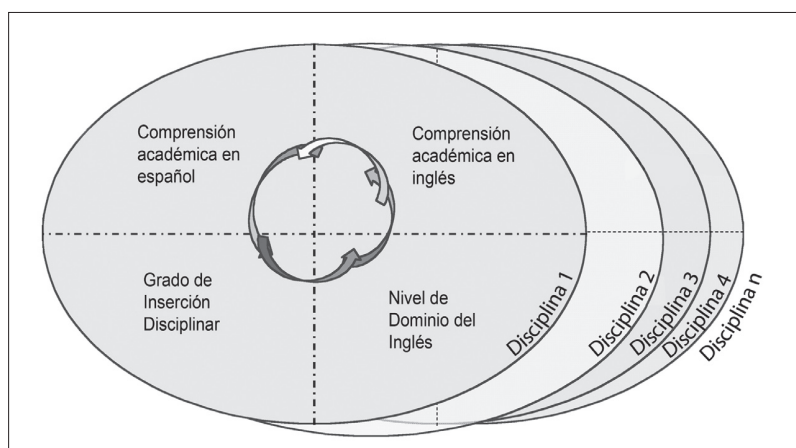 Comprensión
académica en
español
Comprensión
académica en
inglés
Grado de
Inserción
Disciplinar
Nivel de
Dominio del
Inglés
Disciplina 1
Disciplina 2
Disciplina 3
Disciplina 4
Disciplina n